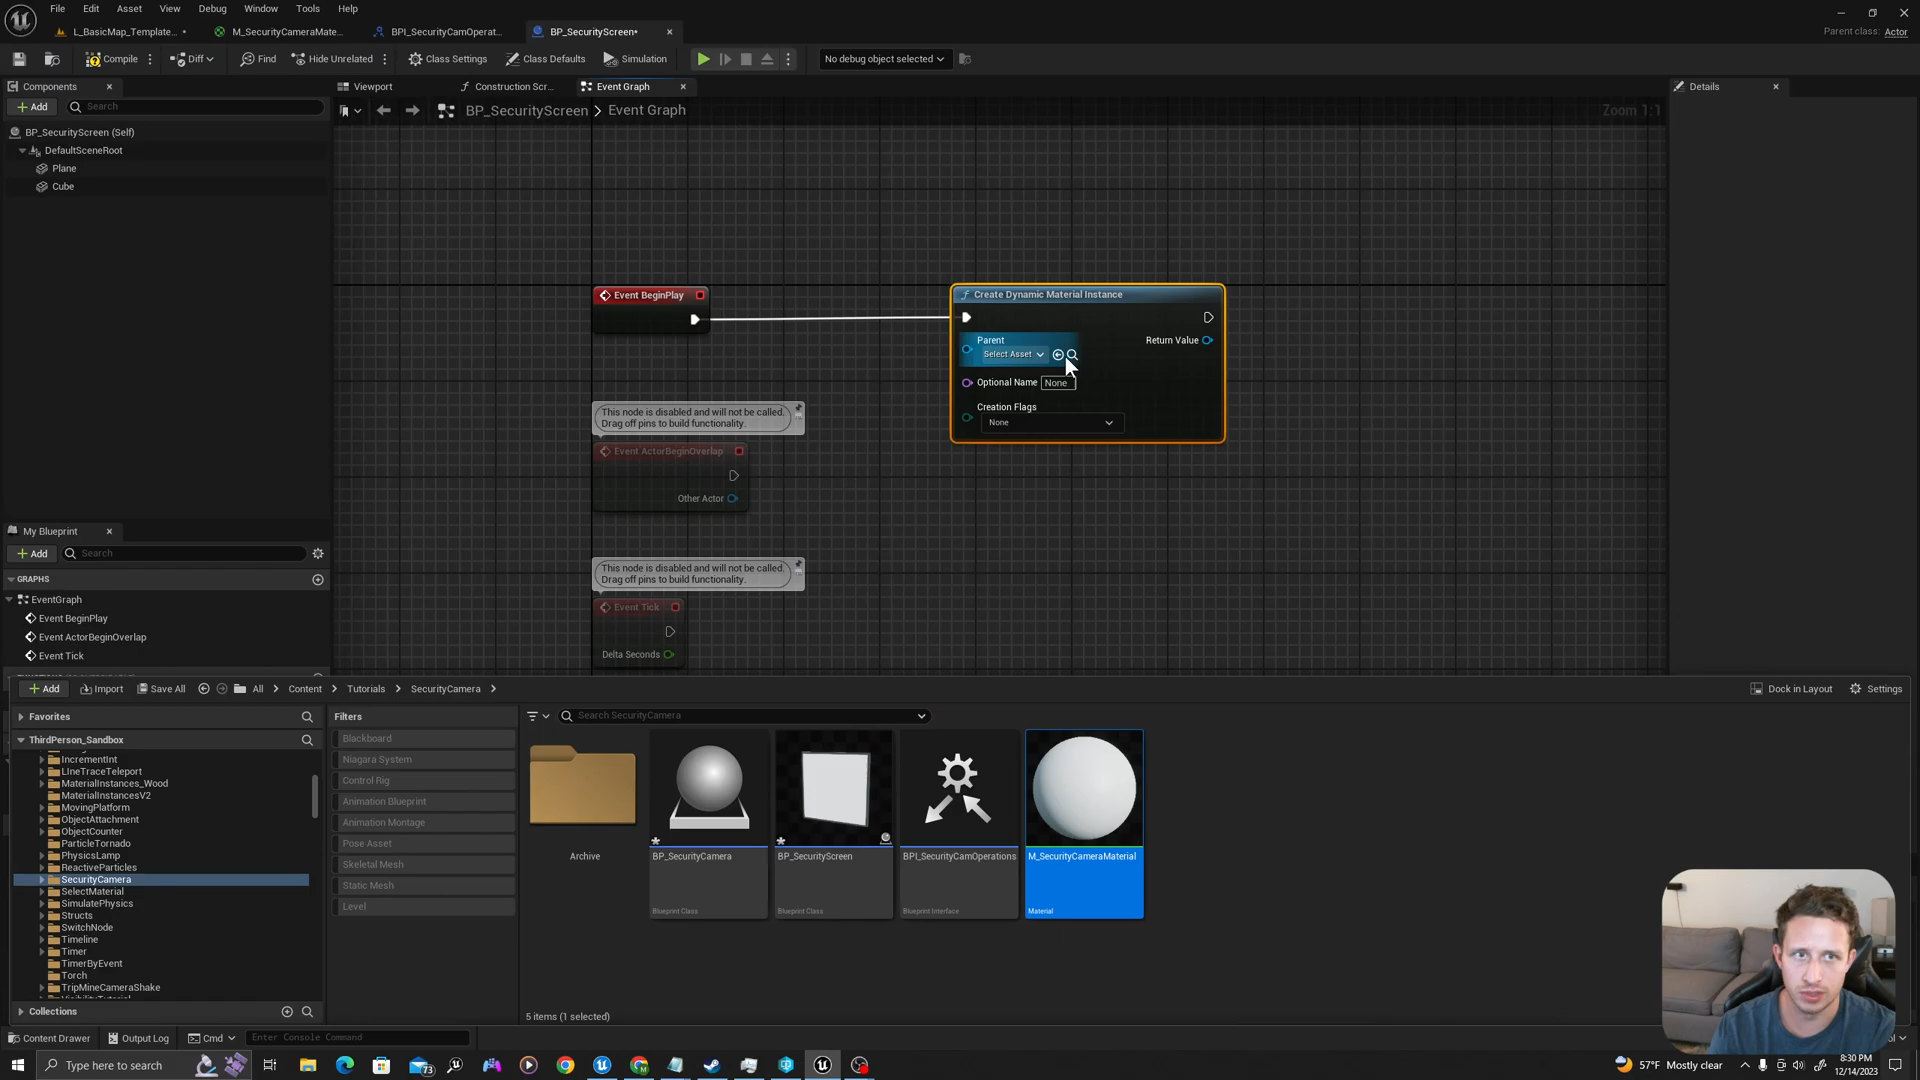 File Edit Asset View Debug Window Tools Help
L_BasicMap_Template... • M_SecurityCameraMate... BPI_SecurityCamOperat... BP_SecurityScreen•
Parent class: Actor
Compile Diff Find Hide Unrelated Class Settings Class Defaults Simulation No debug object selected
Components Viewport Construction Scr... Event Graph Details
Add Search BP_SecurityScreen > Event Graph Zoom 1:1
BP_SecurityScreen (Self)
DefaultSceneRoot
Plane
Cube
Event BeginPlay
Create Dynamic Material Instance
Parent
Select Asset
Return Value
Optional Name None
Creation Flags
None
This node is disabled and will not be called.
Drag off pins to build functionality.
Event ActorBeginOverlap
Other Actor
This node is disabled and will not be called.
Drag off pins to build functionality.
Event Tick
Delta Seconds
My Blueprint
Add Search
GRAPHS
EventGraph
Event BeginPlay
Event ActorBeginOverlap
Event Tick
Add Import Save All All > Content > Tutorials > SecurityCamera > Dock in Layout Settings
Favorites
ThirdPerson_Sandbox
IncrementInt
LineTraceTeleport
MaterialInstances_Wood
MaterialInstancesV2
MovingPlatform
ObjectAttachment
ObjectCounter
ParticleTornado
PhysicsLamp
ReactiveParticles
SecurityCamera
SelectMaterial
SimulatePhysics
Structs
SwitchNode
Timeline
Timer
TimerByEvent
Torch
TripMineCameraShake
Collections
Filters
Blackboard
Niagara System
Control Rig
Animation Blueprint
Animation Montage
Pose Asset
Skeletal Mesh
Static Mesh
Level
Search SecurityCamera
Archive
BP_SecurityCamera
Blueprint Class
BP_SecurityScreen
Blueprint Class
BPI_SecurityCamOperations
Blueprint Interface
M_SecurityCameraMaterial
Material
5 items (1 selected)
Content Drawer Output Log Cmd Enter Console Command
Type here to search
73
57°F Mostly clear
8:30 PM
12/14/2023